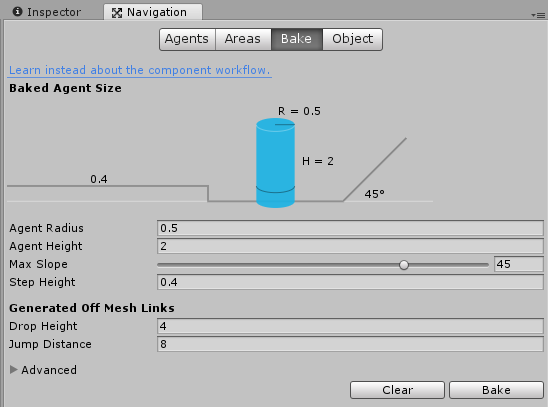 Inspector Navigation
Agents Areas Bake Object
Learn instead about the component workflow.
Baked Agent Size
R = 0.5
H = 2
0.4
45°
Agent Radius 0.5
Agent Height 2
Max Slope 45
Step Height 0.4
Generated Off Mesh Links
Drop Height 4
Jump Distance 8
Advanced
Clear Bake